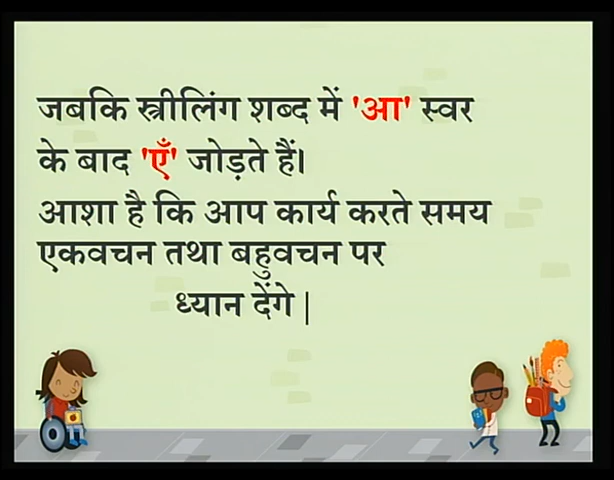 जबकि स्त्रीलिंग शब्द में 'आ' स्वर
के बाद 'एँ' जोड़ते हैं।
आशा है कि आप कार्य करते समय
एकवचन तथा बहुवचन पर
ध्यान देंगे |